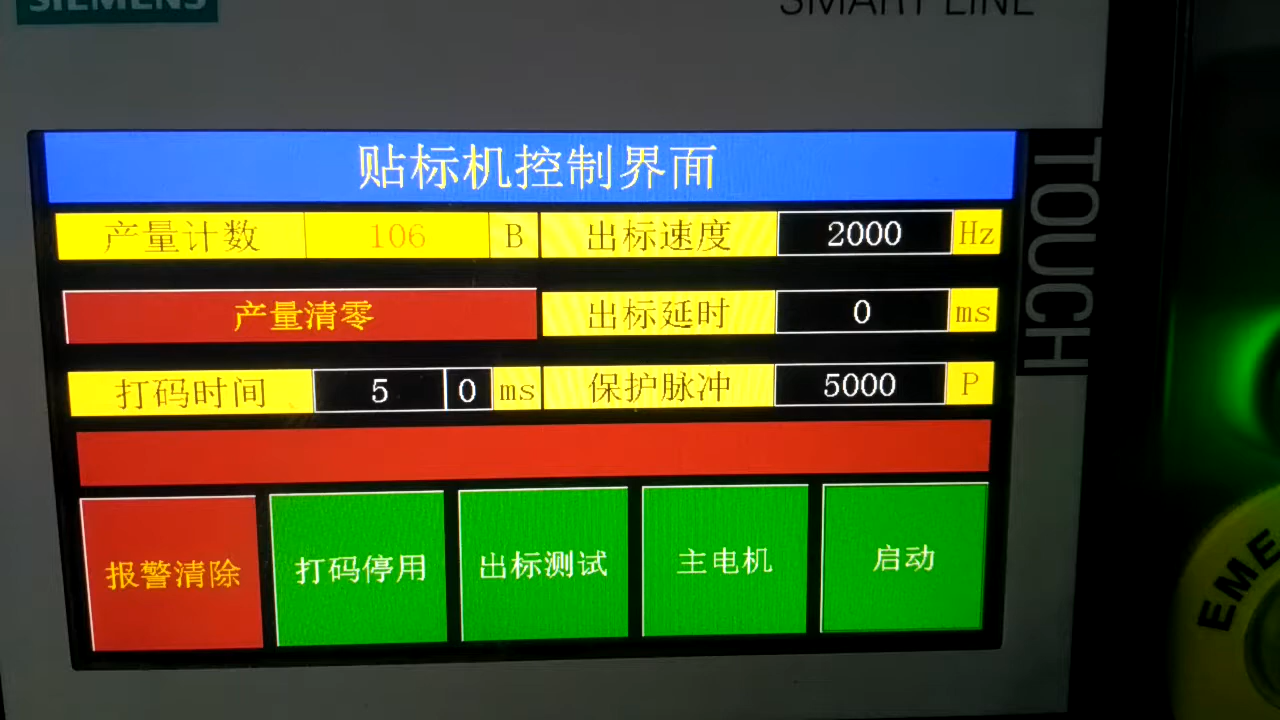 SIEMENS
SMART LINE
TOUCH
贴标机控制界面
产量计数 106 B 出标速度 2000 Hz
产量清零 出标延时 0 ms
打码时间 5 0 ms 保护脉冲 5000 P
报警清除 打码停用 出标测试 主电机 启动
EME